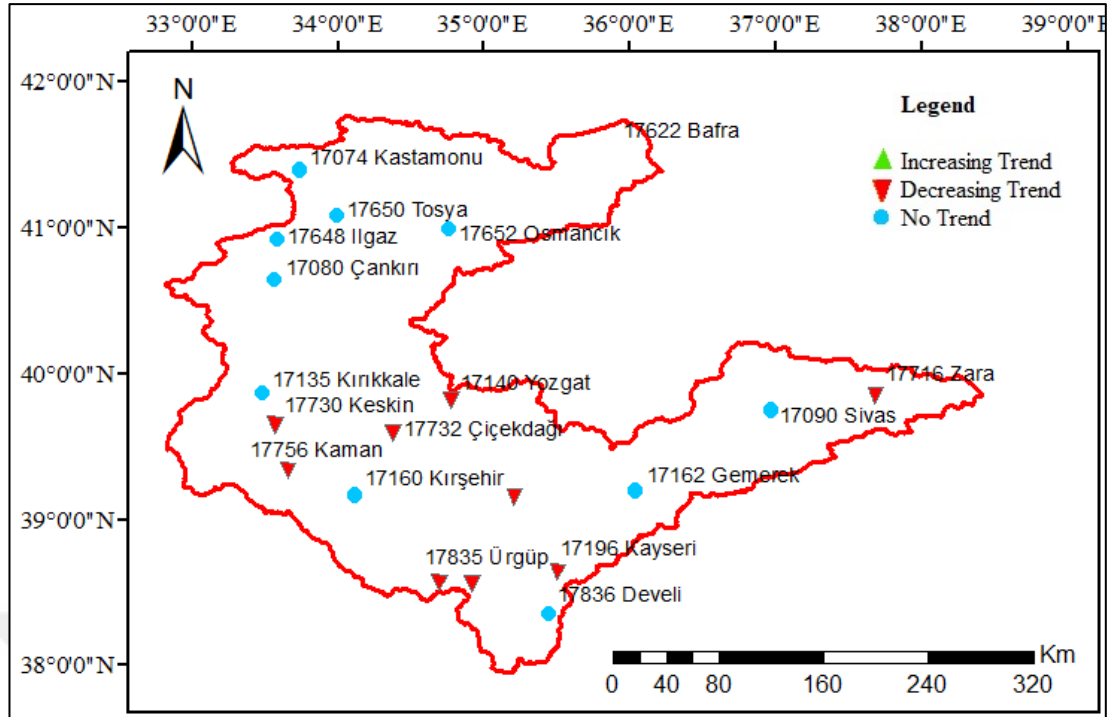 33°0'0"E 34°0'0"E 35°0'0"E 36°0'0"E 37°0'0"E 38°0'0"E 39°0'0"E
42°0'0"N
N
Legend
17622 Bafra
Increasing Trend
17074 Kastamonu
Decreasing Trend
17650 Tosya
No Trend
41°0'0"N
17648 Ilgaz
17652 Osmancık
17080 Çankırı
40°0'0"N
17135 Kırıkkale
17140 Yozgat
17716 Zara
17730 Keskin
17090 Sivas
17732 Çiçekdağı
17756 Kaman
17160 Kırşehir
17162 Gemerek
39°0'0"N
17835 Ürgüp
17196 Kayseri
17836 Develi
38°0'0"N
Km
0 40 80 160 240 320